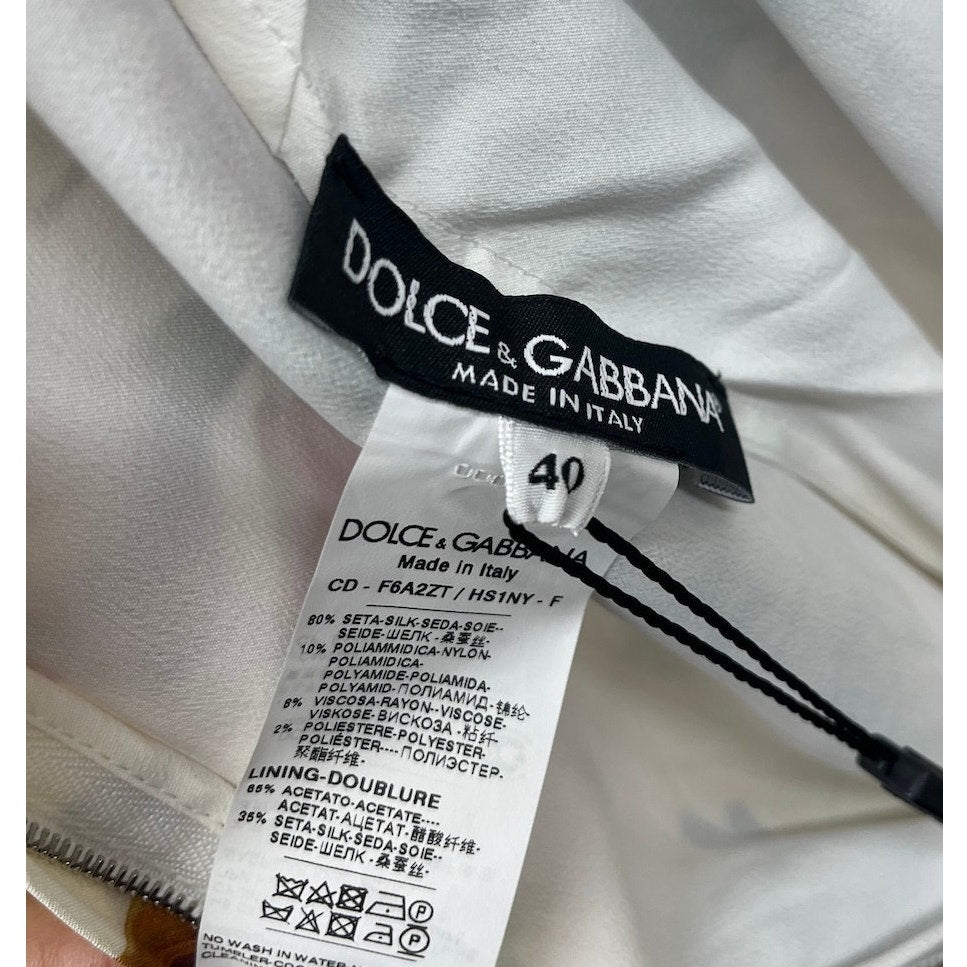 DOLCE & GABBANA
MADE IN ITALY
40
DOLCE & GABBANA
Made in Italy
CD - F6A2ZT / HS1NY - F
80% SETA-SILK-SEDA-SOIE--
SEIDE-ШЕЛК -桑蚕丝-
10% POLIAMMIDICA-NYLON-
POLIAMIDICA-
POLYAMIDE-POLIAMIDA-
POLYAMID-ПОЛИАМИД-锦纶-
8% VISCOSA-RAYON--VISCOSE-
VISKOSE-ВИСКОЗА -粘纤-
2% POLIESTERE-POLYESTER-
POLIÉSTER----ПОЛИЭСТЕР-
聚酯纤维-
LINING-DOUBLURE
65% ACETATO-ACETATE----
ACETAT-АЦЕТАТ-醋酸纤维-
35% SETA-SILK-SEDA-SOIE--
SEIDE-ШЕЛК -桑蚕丝-
P
P
NO WASH IN WATER